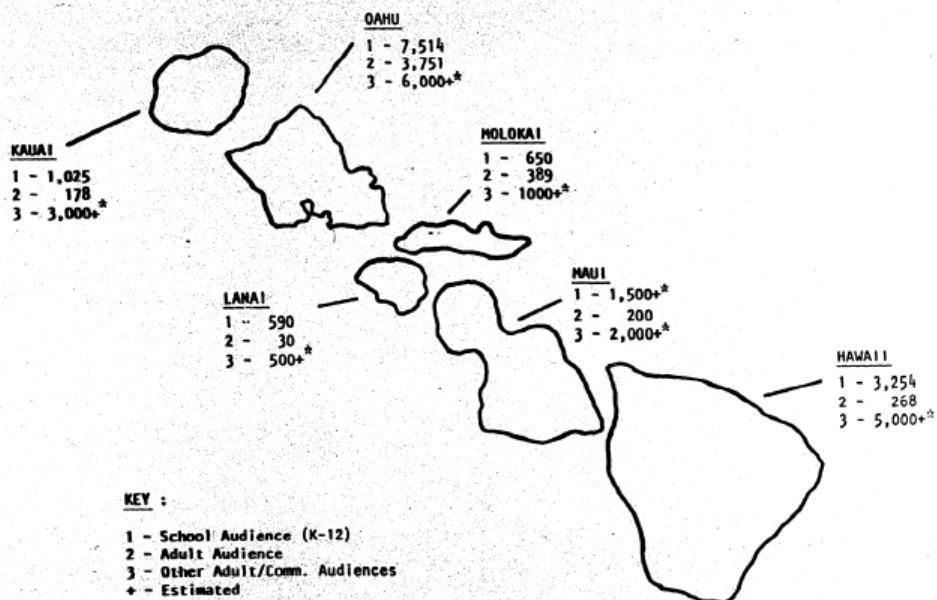 OAHU
1 - 7,514
2 - 3,751
3 - 6,000+*
KAUAI
1 - 1,025
2 - 178
3 - 3,000+*
MOLOKAI
1 - 650
2 - 389
3 - 1000+*
LANAI
1 - 590
2 - 30
3 - 500+*
MAUI
1 - 1,500+*
2 - 200
3 - 2,000+*
HAWAII
1 - 3,254
2 - 268
3 - 5,000+*
KEY :
1 - School Audience (K-12)
2 - Adult Audience
3 - Other Adult/Comm. Audiences
+ - Estimated